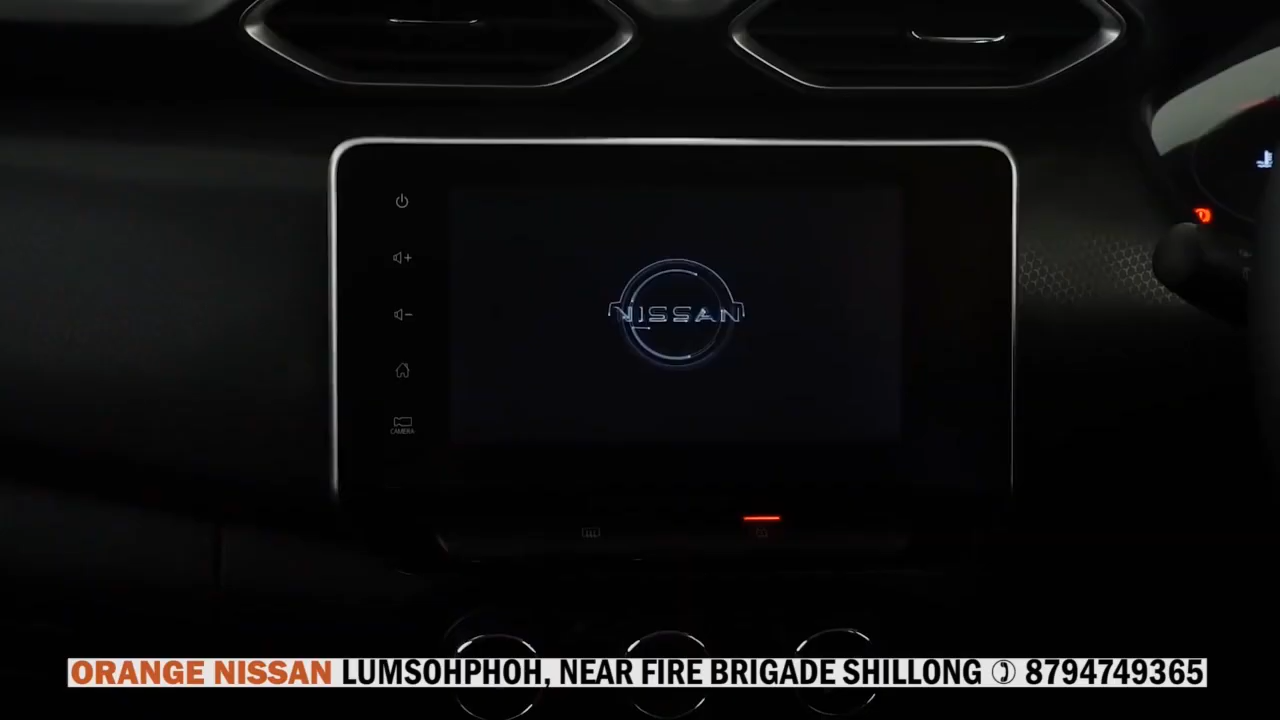 NISSAN
CAMERA
ORANGE NISSAN LUMSOHPHOH, NEAR FIRE BRIGADE SHILLONG ✆ 8794749365